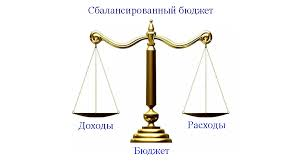 Сбалансированный бюджет
Доходы
Расходы
Бюджет